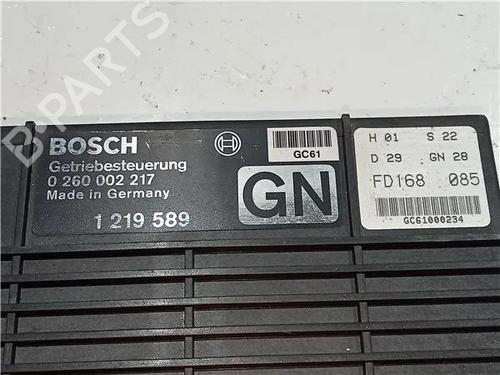 B PARTS
BOSCH
Getriebesteuerung
0 260 002 217
Made in Germany
1 219 589
GC61
GN
H 01 S 22
D 29 GN 28
FD168 085
GC61000234